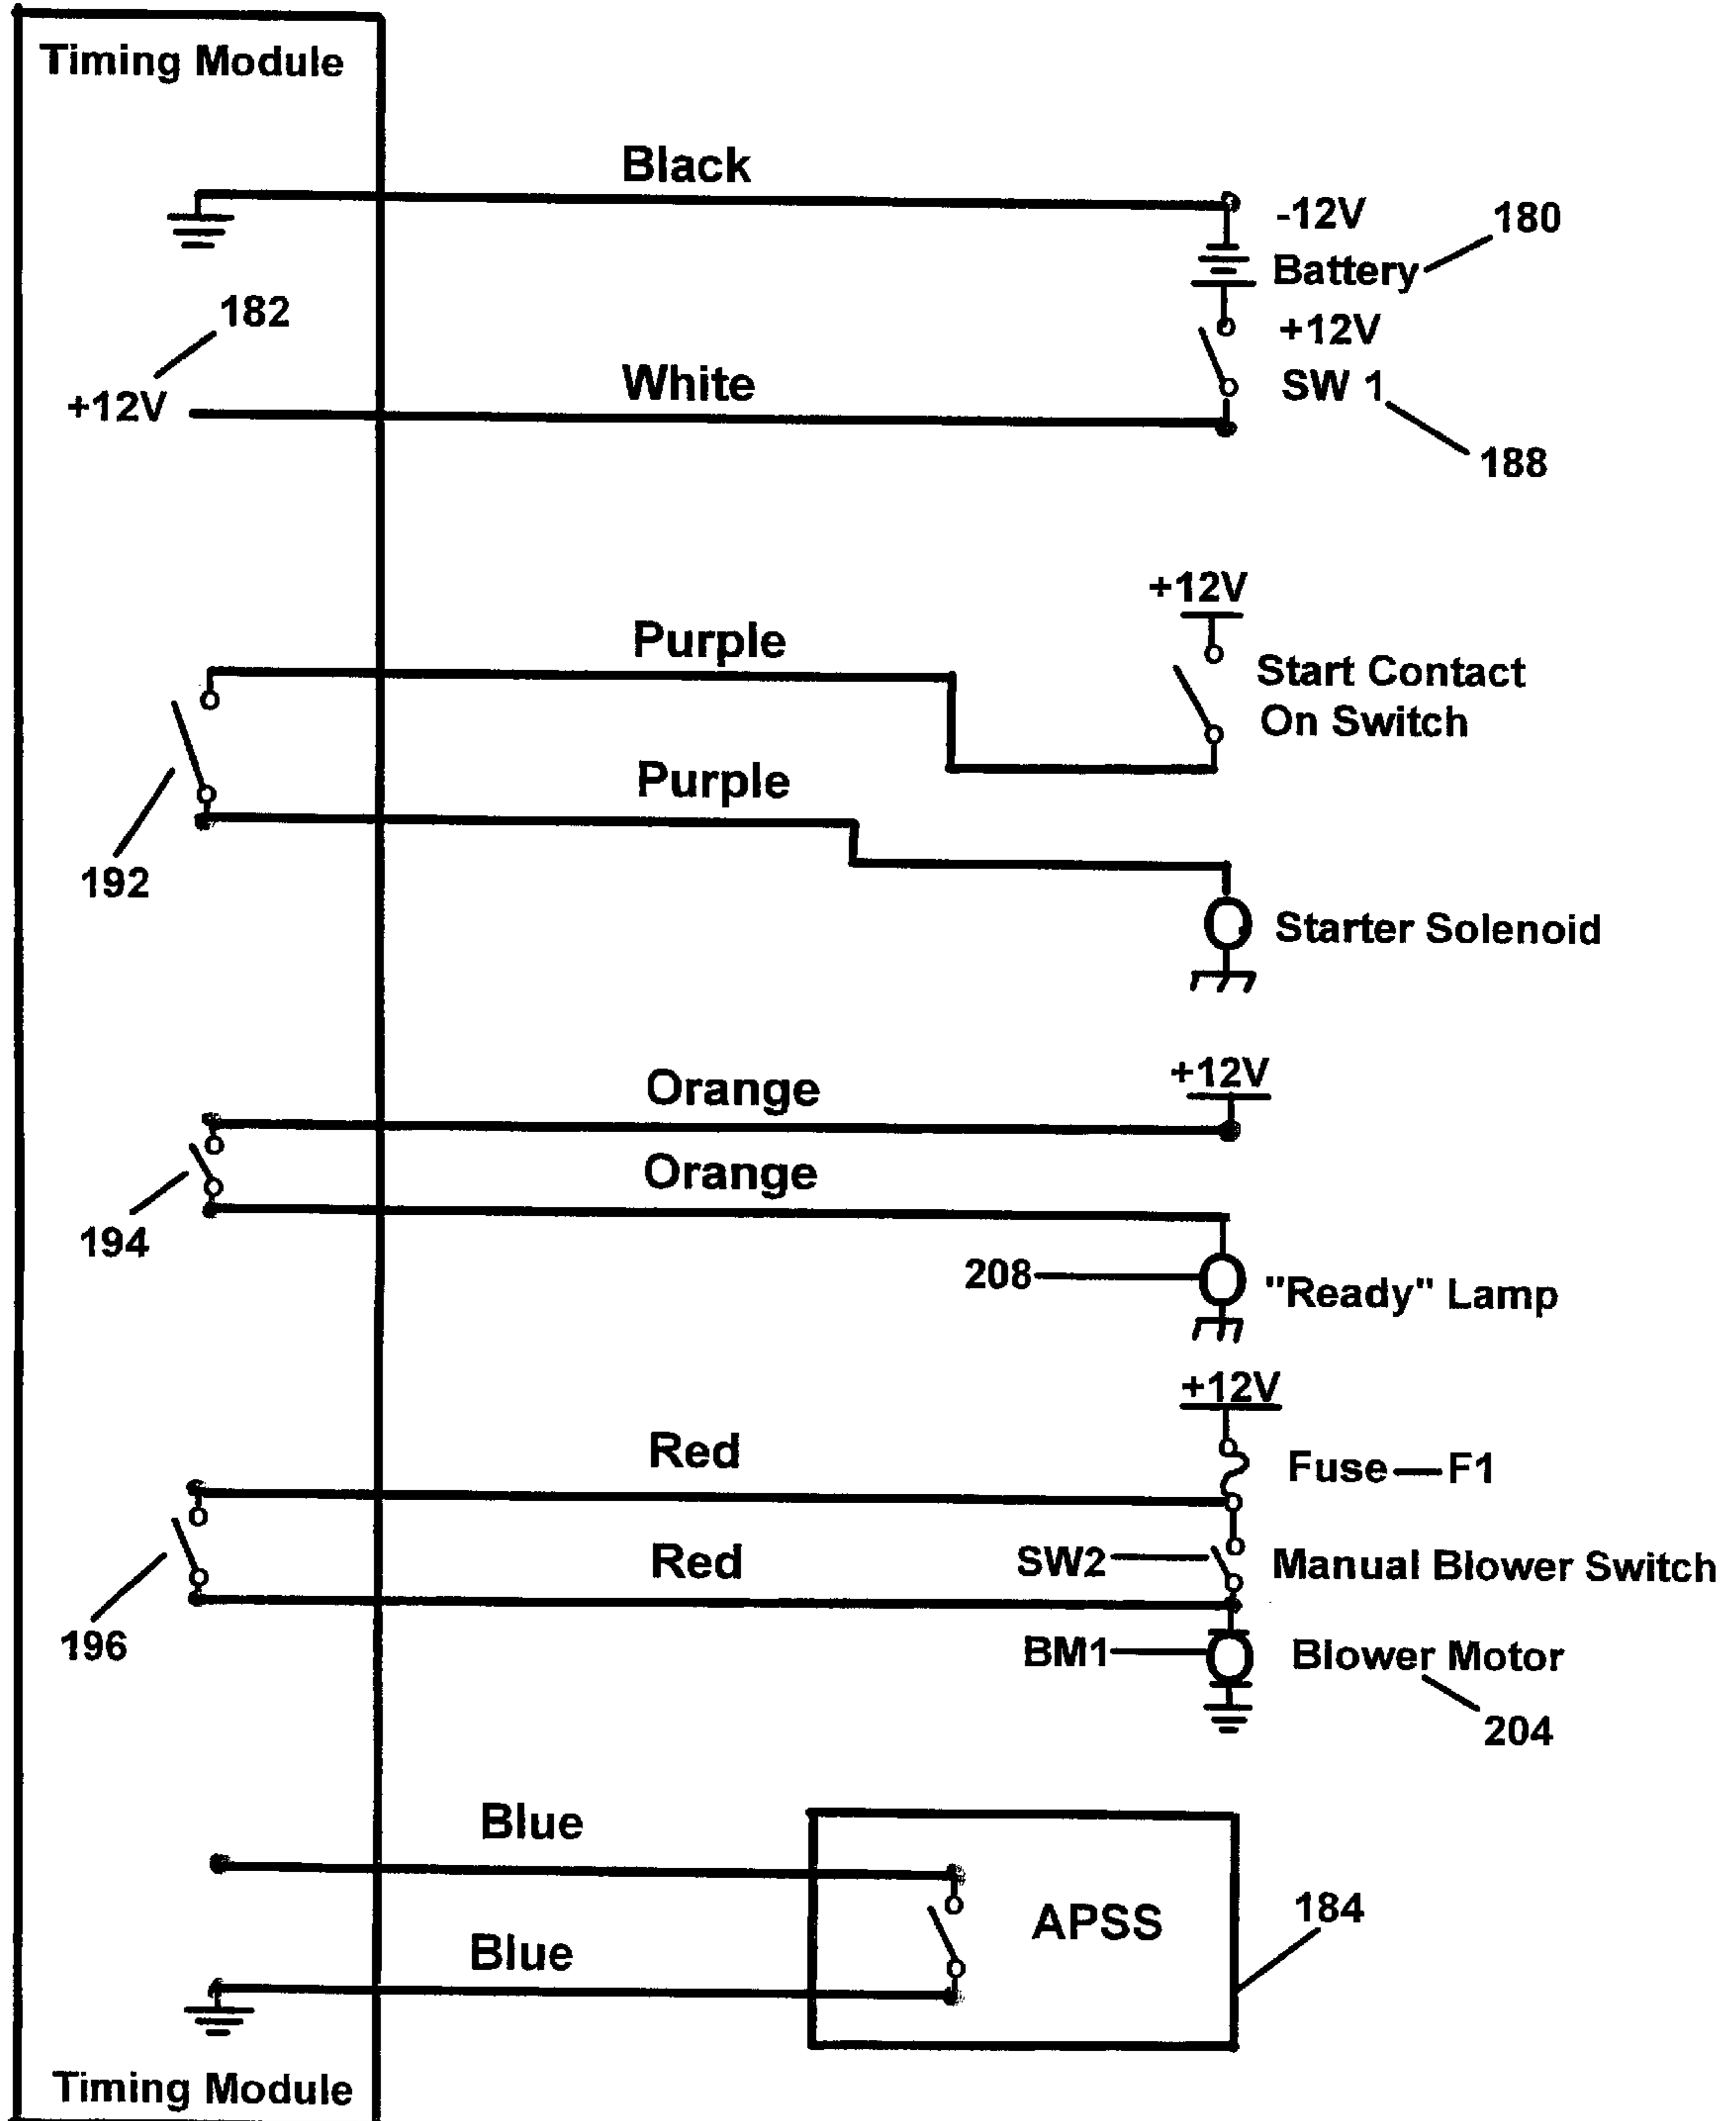 Timing Module
Black
-12V
180
Battery
182
+12V
+12V
White
SW 1
188
+12V
Purple
Start Contact
On Switch
Purple
192
Starter Solenoid
+12V
Orange
Orange
194
208
"Ready" Lamp
+12V
Red
Fuse
F1
Red
SW2
Manual Blower Switch
196
BM1
Blower Motor
204
Blue
APSS
184
Blue
Timing Module